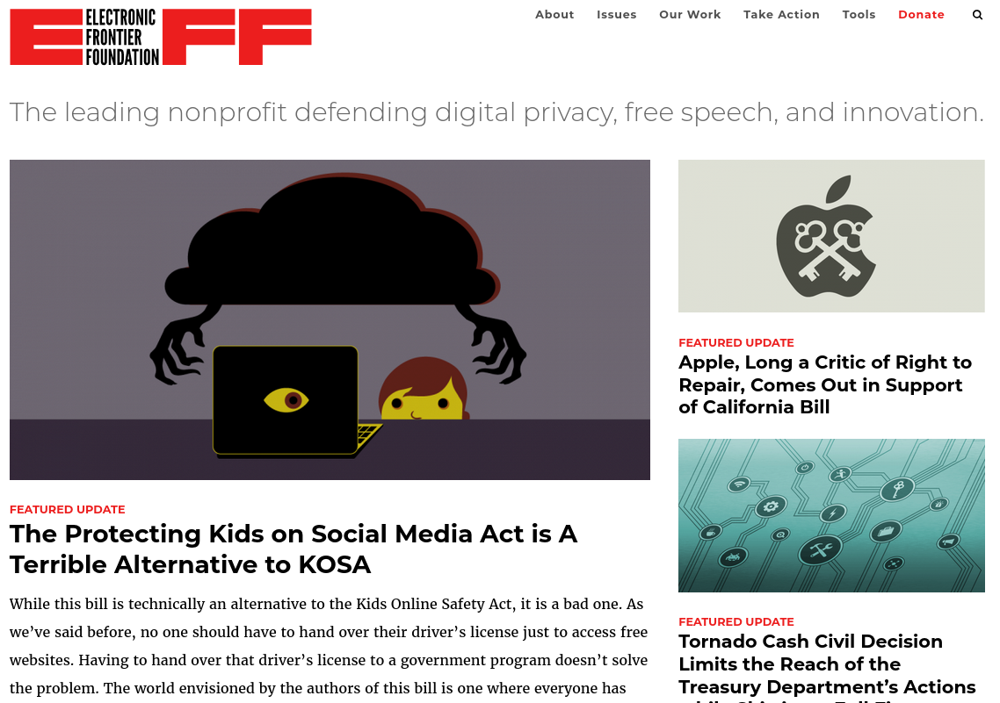 ELECTRONIC
FRONTIER
FOUNDATION
EFF
About Issues Our Work Take Action Tools Donate
The leading nonprofit defending digital privacy, free speech, and innovation.
FEATURED UPDATE
The Protecting Kids on Social Media Act is A
Terrible Alternative to KOSA
While this bill is technically an alternative to the Kids Online Safety Act, it is a bad one. As
we’ve said before, no one should have to hand over their driver’s license just to access free
websites. Having to hand over that driver’s license to a government program doesn’t solve
the problem. The world envisioned by the authors of this bill is one where everyone has
FEATURED UPDATE
Apple, Long a Critic of Right to
Repair, Comes Out in Support
of California Bill
FEATURED UPDATE
Tornado Cash Civil Decision
Limits the Reach of the
Treasury Department’s Actions